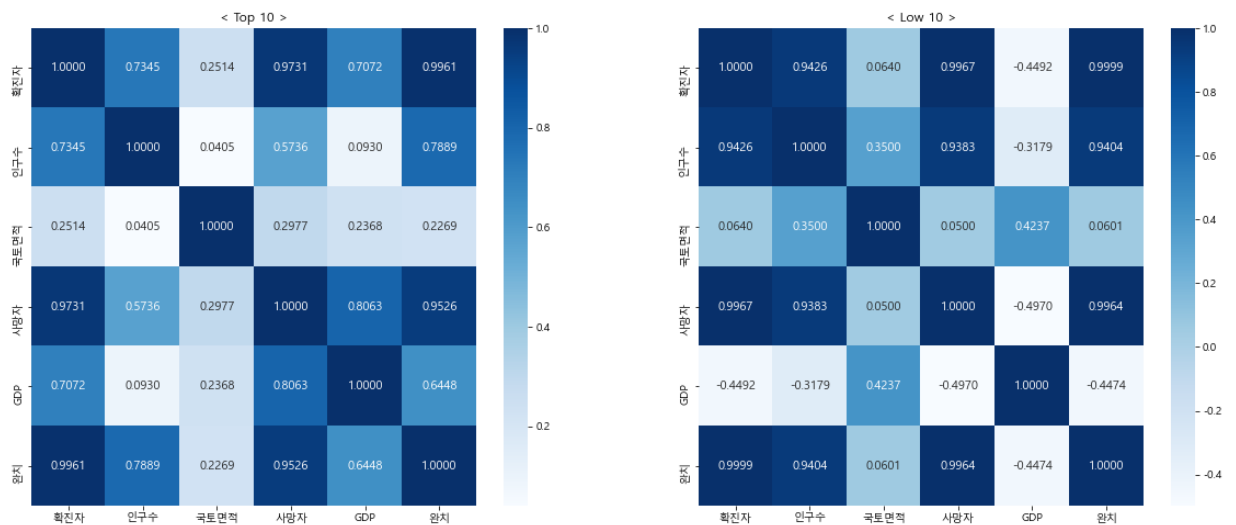 < Top 10 >
확진자 1.0000 0.7345 0.2514 0.9731 0.7072 0.9961
인구수 0.7345 1.0000 0.0405 0.5736 0.0930 0.7889
국토면적 0.2514 0.0405 1.0000 0.2977 0.2368 0.2269
사망자 0.9731 0.5736 0.2977 1.0000 0.8063 0.9526
GDP 0.7072 0.0930 0.2368 0.8063 1.0000 0.6448
완치 0.9961 0.7889 0.2269 0.9526 0.6448 1.0000
확진자 인구수 국토면적 사망자 GDP 완치
1.0
0.8
0.6
0.4
0.2
< Low 10 >
확진자 1.0000 0.9426 0.0640 0.9967 -0.4492 0.9999
인구수 0.9426 1.0000 0.3500 0.9383 -0.3179 0.9404
국토면적 0.0640 0.3500 1.0000 0.0500 0.4237 0.0601
사망자 0.9967 0.9383 0.0500 1.0000 -0.4970 0.9964
GDP -0.4492 -0.3179 0.4237 -0.4970 1.0000 -0.4474
완치 0.9999 0.9404 0.0601 0.9964 -0.4474 1.0000
확진자 인구수 국토면적 사망자 GDP 완치
1.0
0.8
0.6
0.4
0.2
0.0
-0.2
-0.4